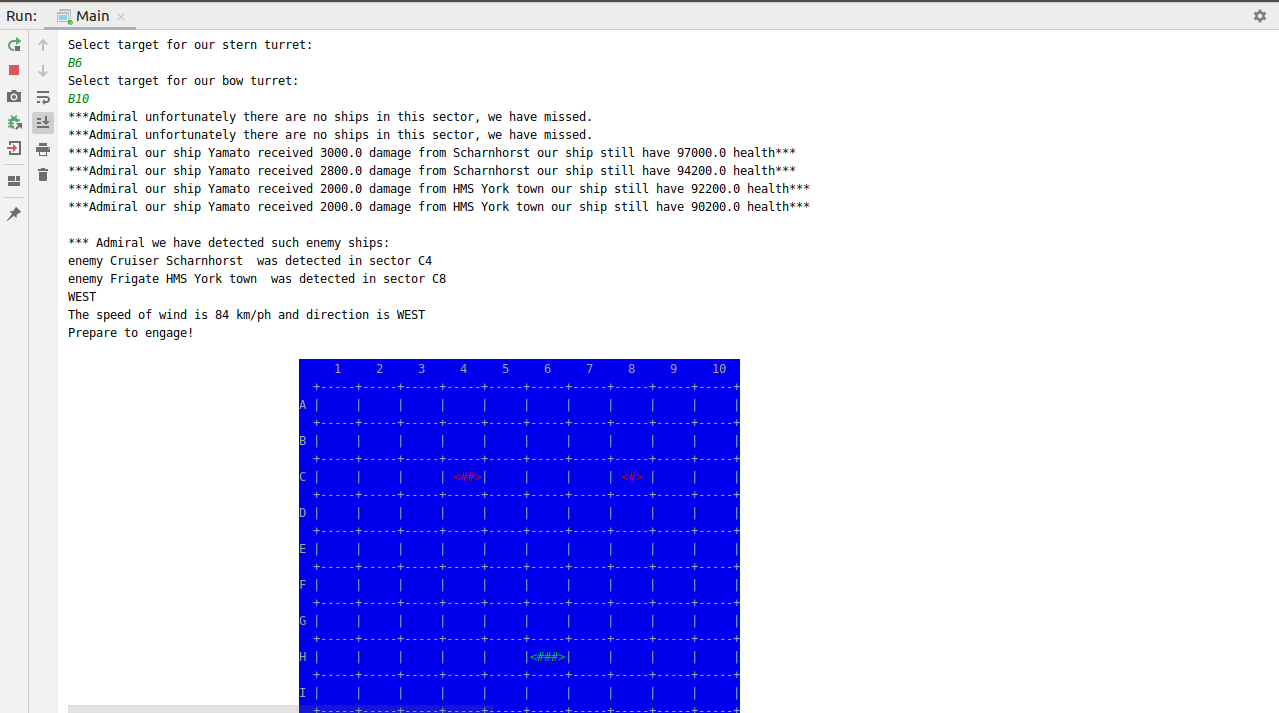 Run: Main
Select target for our stern turret:
B6
Select target for our bow turret:
B10
***Admiral unfortunately there are no ships in this sector, we have missed.
***Admiral unfortunately there are no ships in this sector, we have missed.
***Admiral our ship Yamato received 3000.0 damage from Scharnhorst our ship still have 97000.0 health***
***Admiral our ship Yamato received 2800.0 damage from Scharnhorst our ship still have 94200.0 health***
***Admiral our ship Yamato received 2000.0 damage from HMS York town our ship still have 92200.0 health***
***Admiral our ship Yamato received 2000.0 damage from HMS York town our ship still have 90200.0 health***
*** Admiral we have detected such enemy ships:
enemy Cruiser Scharnhorst  was detected in sector C4
enemy Frigate HMS York town  was detected in sector C8
WEST
The speed of wind is 84 km/ph and direction is WEST
Prepare to engage!
1 2 3 4 5 6 7 8 9 10
+-----+-----+-----+-----+-----+-----+-----+-----+-----+-----+
A |     |     |     |     |     |     |     |     |     |     |
+-----+-----+-----+-----+-----+-----+-----+-----+-----+-----+
B |     |     |     |     |     |     |     |     |     |     |
+-----+-----+-----+-----+-----+-----+-----+-----+-----+-----+
C |     |     |     | <##>|     |     |     | <#> |     |     |
+-----+-----+-----+-----+-----+-----+-----+-----+-----+-----+
D |     |     |     |     |     |     |     |     |     |     |
+-----+-----+-----+-----+-----+-----+-----+-----+-----+-----+
E |     |     |     |     |     |     |     |     |     |     |
+-----+-----+-----+-----+-----+-----+-----+-----+-----+-----+
F |     |     |     |     |     |     |     |     |     |     |
+-----+-----+-----+-----+-----+-----+-----+-----+-----+-----+
G |     |     |     |     |     |     |     |     |     |     |
+-----+-----+-----+-----+-----+-----+-----+-----+-----+-----+
H |     |     |     |     |     |<###>|     |     |     |     |
+-----+-----+-----+-----+-----+-----+-----+-----+-----+-----+
I |     |     |     |     |     |     |     |     |     |     |
+-----+-----+-----+-----+-----+-----+-----+-----+-----+-----+